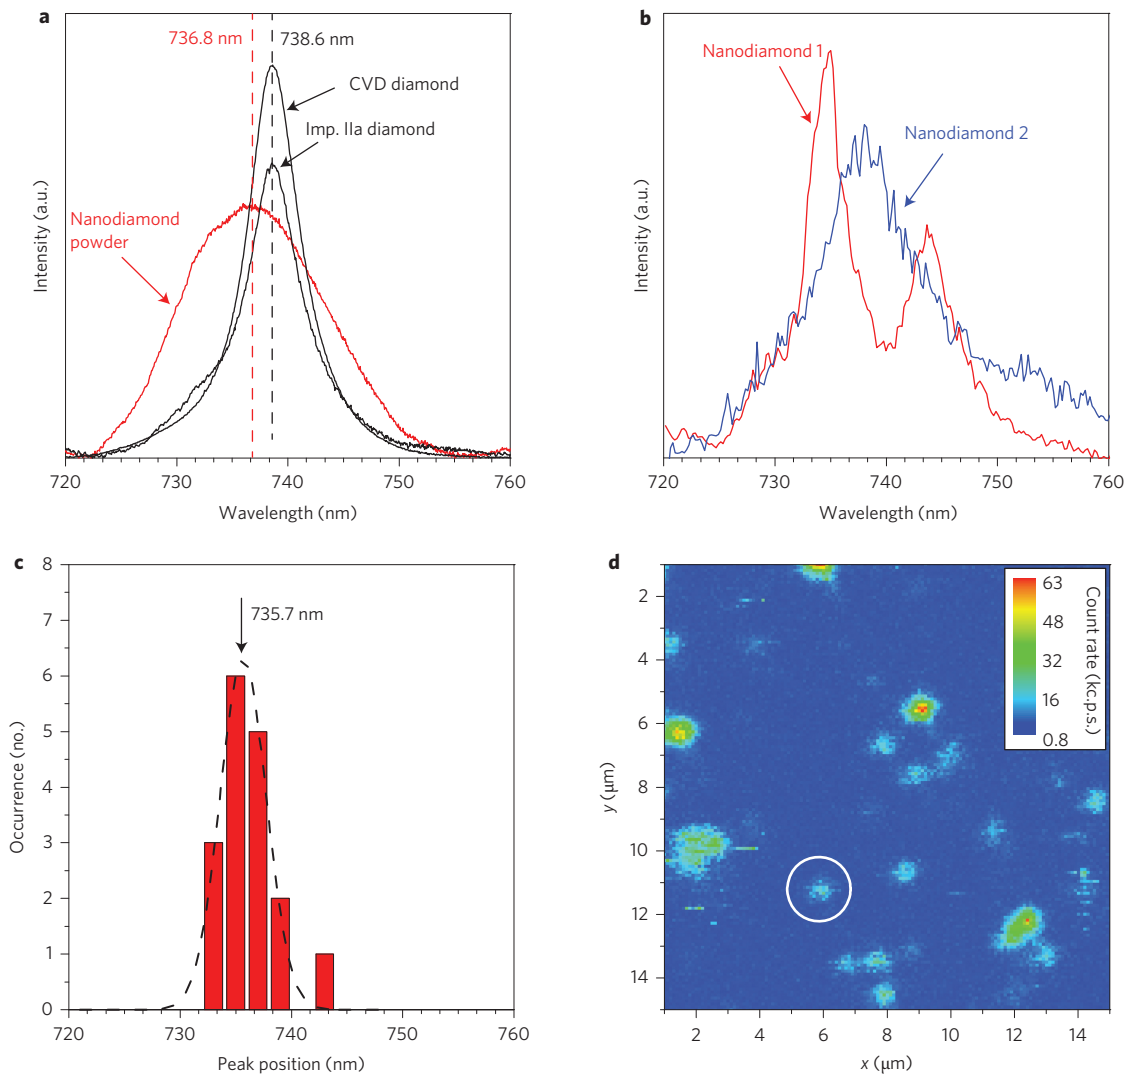 a
736.8 nm
738.6 nm
CVD diamond
Imp. IIa diamond
Nanodiamond
powder
Intensity (a.u.)
720
730
740
750
760
Wavelength (nm)
b
Nanodiamond 1
Nanodiamond 2
Intensity (a.u.)
720
730
740
750
760
Wavelength (nm)
c
8
7
6
5
4
3
2
1
0
735.7 nm
Occurrence (no.)
720
730
740
750
760
Peak position (nm)
d
63
48
32
16
0.8
Count rate (kc.p.s.)
2
4
6
8
10
12
14
y (μm)
2
4
6
8
10
12
14
x (μm)